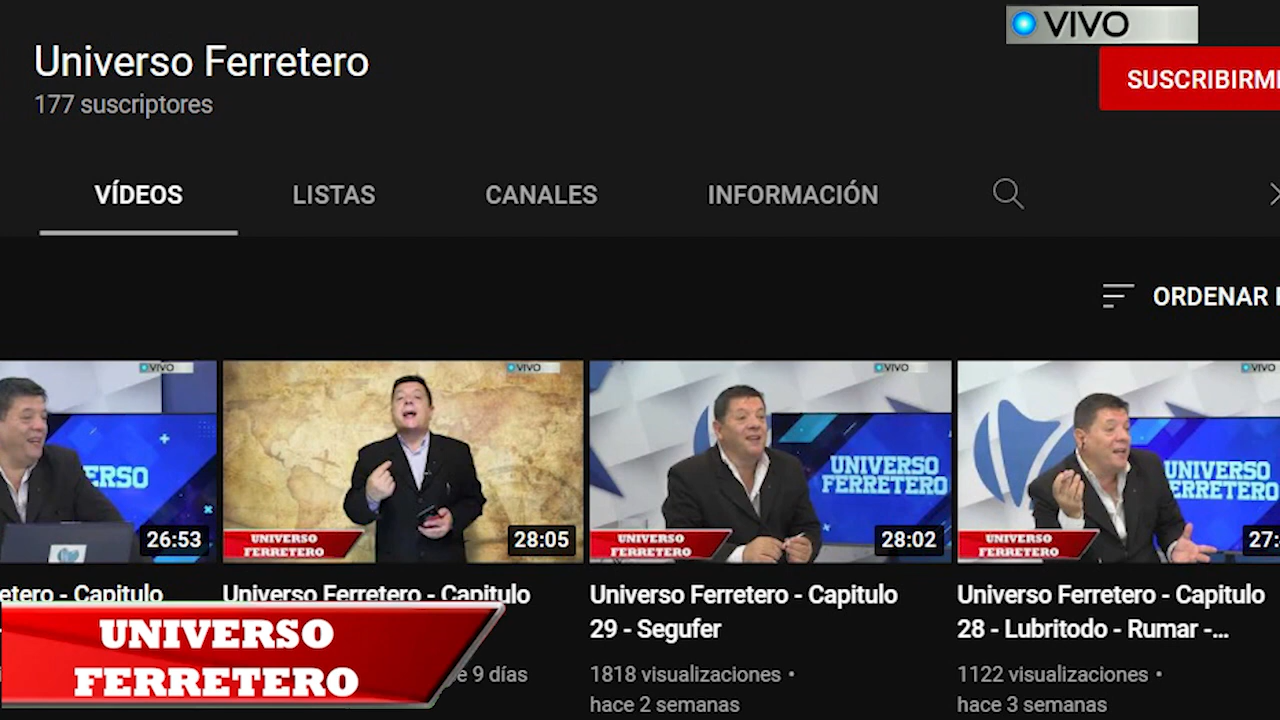 VIVO
Universo Ferretero
177 suscriptores
SUSCRIBIRM
VÍDEOS
LISTAS
CANALES
INFORMACIÓN
ORDENAR
VIVO
ERSO
26:53
VIVO
UNIVERSO
FERRETERO
28:05
VIVO
UNIVERSO
FERRETERO
UNIVERSO
FERRETERO
28:02
VIVO
UNIVERSO
ERRETERO
UNIVERSO
FERRETERO
27:
etero - Capitulo
Universo Ferretero - Capitulo
e 9 días
Universo Ferretero - Capitulo
29 - Segufer
1818 visualizaciones •
hace 2 semanas
Universo Ferretero - Capitulo
28 - Lubritodo - Rumar -...
1122 visualizaciones •
hace 3 semanas
UNIVERSO
FERRETERO